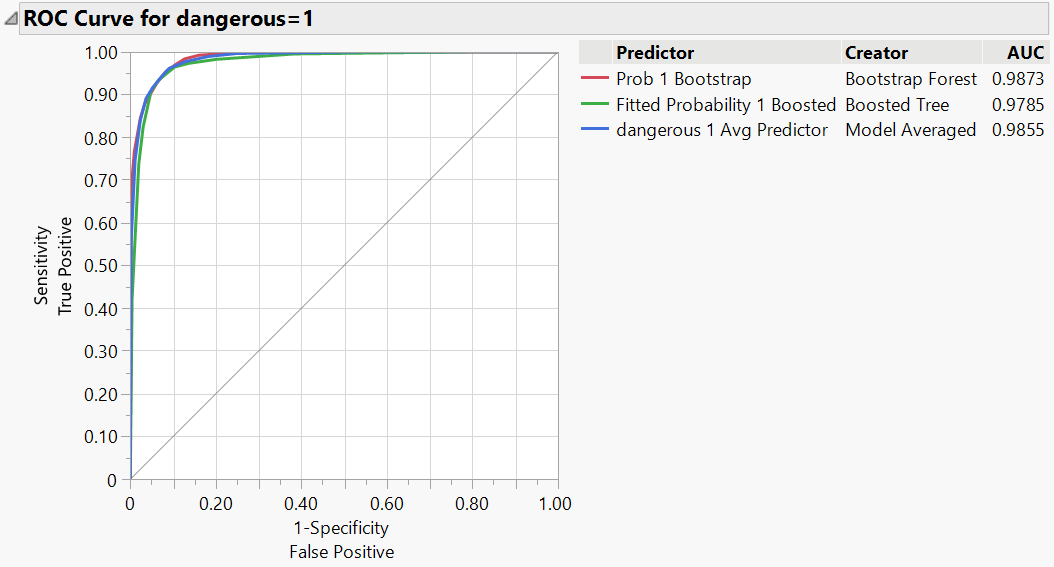 ROC Curve for dangerous=1
Predictor Creator AUC
Prob 1 Bootstrap Bootstrap Forest 0.9873
Fitted Probability 1 Boosted Boosted Tree 0.9785
dangerous 1 Avg Predictor Model Averaged 0.9855
1.00
0.90
0.80
0.70
0.60
0.50
0.40
0.30
0.20
0.10
0
Sensitivity
True Positive
0 0.20 0.40 0.60 0.80 1.00
1-Specificity
False Positive